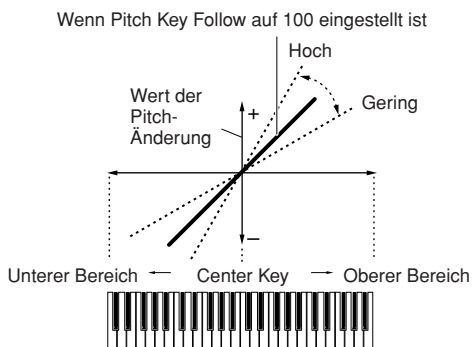 Wenn Pitch Key Follow auf 100 eingestellt ist
Hoch
Wert der
Pitch-
Änderung
+
Gering
–
Unterer Bereich
Center Key
Oberer Bereich